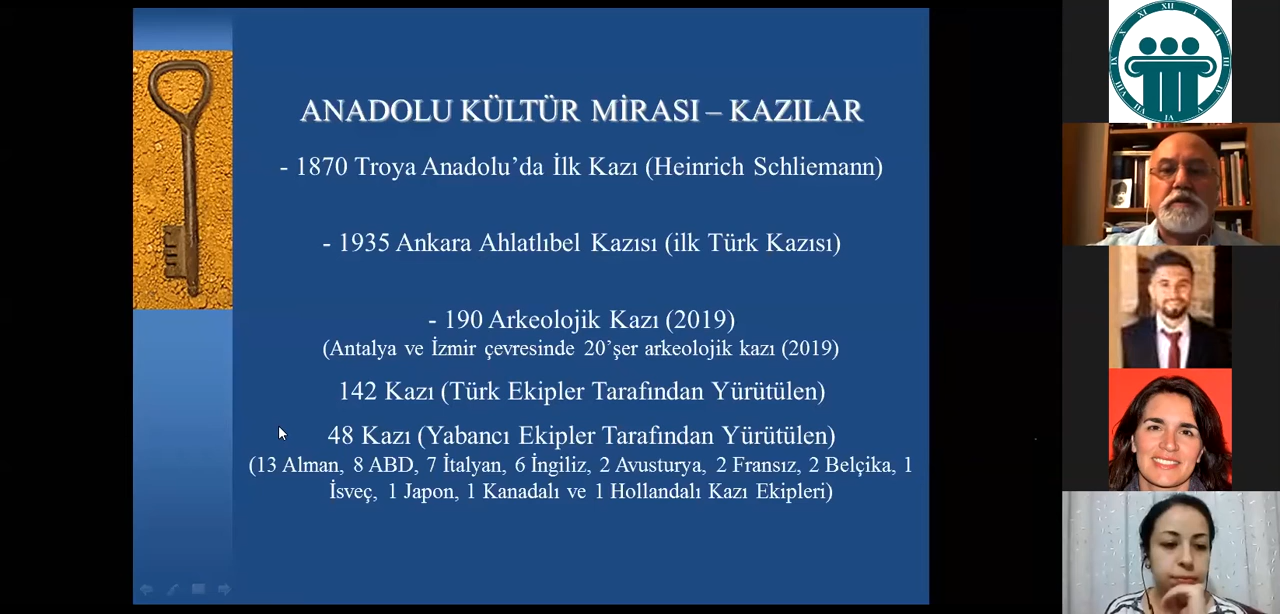 ANADOLU KÜLTÜR MİRASI – KAZILAR
- 1870 Troya Anadolu’da İlk Kazı (Heinrich Schliemann)
- 1935 Ankara Ahlatlıbel Kazısı (ilk Türk Kazısı)
- 190 Arkeolojik Kazı (2019)
(Antalya ve İzmir çevresinde 20’şer arkeolojik kazı (2019)
142 Kazı (Türk Ekipler Tarafından Yürütülen)
48 Kazı (Yabancı Ekipler Tarafından Yürütülen)
(13 Alman, 8 ABD, 7 İtalyan, 6 İngiliz, 2 Avusturya, 2 Fransız, 2 Belçika, 1
İsveç, 1 Japon, 1 Kanadalı ve 1 Hollandalı Kazı Ekipleri)